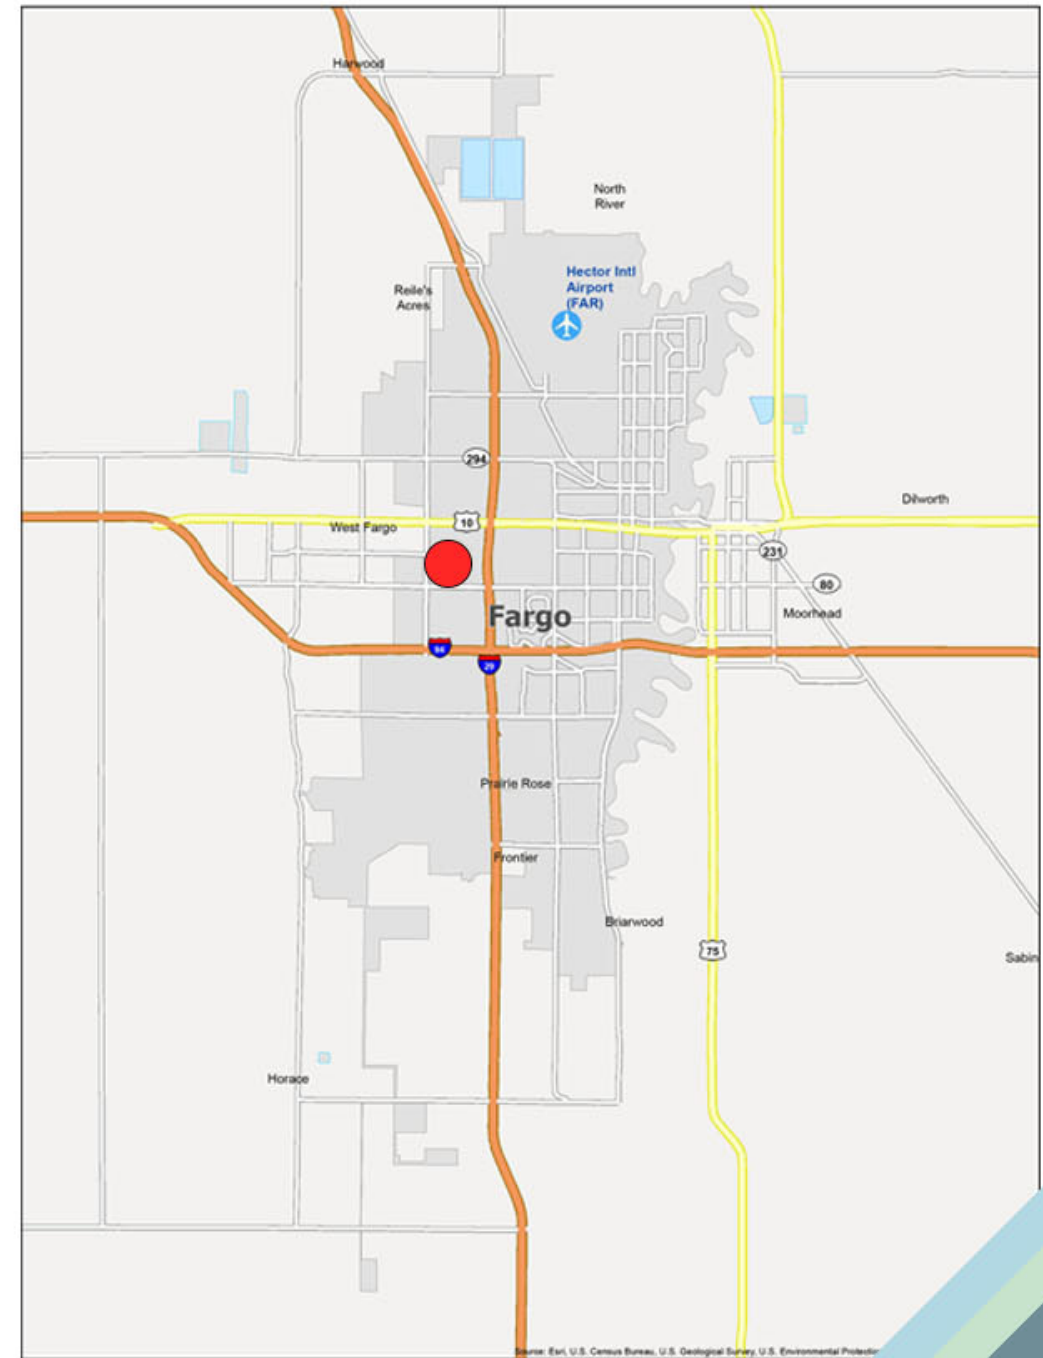 Harwood
North
River
Hector Intl
Airport
(FAR)
Reile's
Acres
294
Dilworth
10
West Fargo
231
80
Moorhead
Fargo
94
29
Prairie Rose
Frontier
Briarwood
75
Sabin
Horace
Source: Esri, U.S. Census Bureau, U.S. Geological Survey, U.S. Environmental Protectio